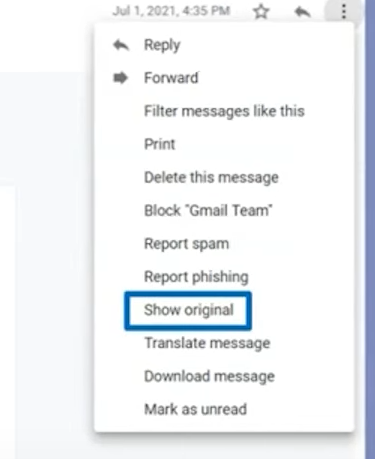 Jul 1, 2021, 4:35 PM
Reply
Forward
Filter messages like this
Print
Delete this message
Block "Gmail Team"
Report spam
Report phishing
Show original
Translate message
Download message
Mark as unread